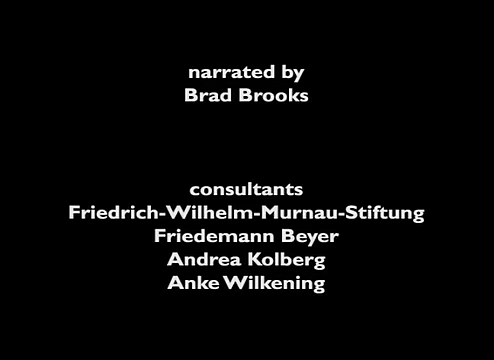 narrated by
Brad Brooks
consultants
Friedrich-Wilhelm-Murnau-Stiftung
Friedemann Beyer
Andrea Kolberg
Anke Wilkening